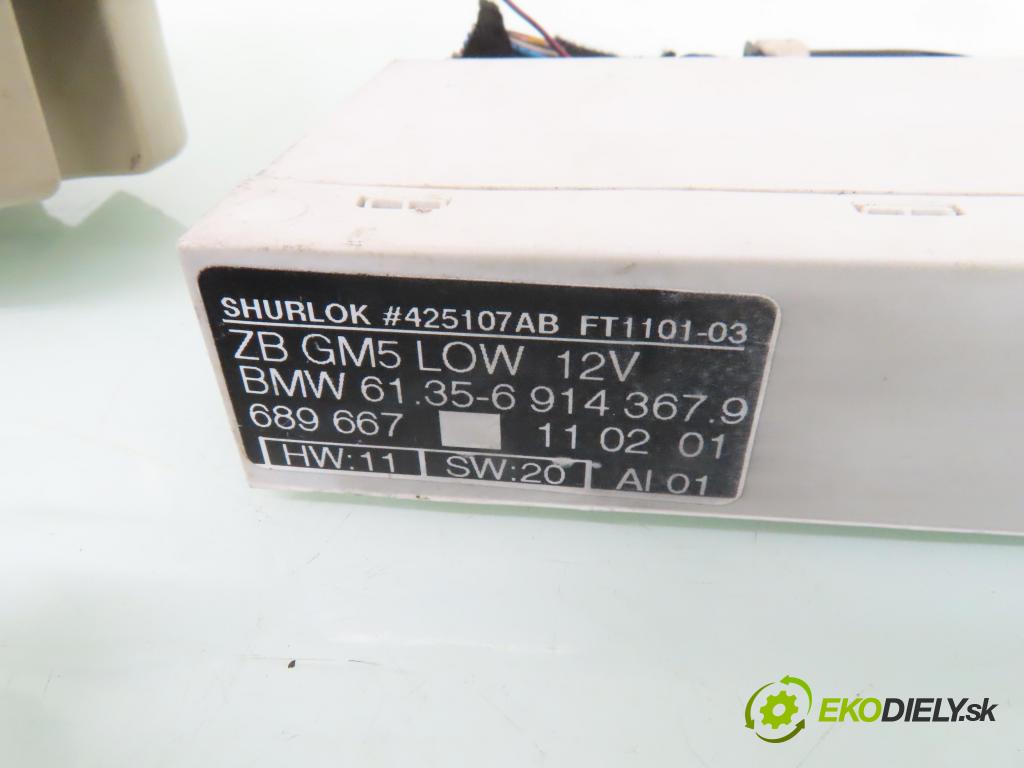 SHURLOK #425107AB FT1101-03
ZB GM5 LOW 12V
BMW 61.35-6 914 367.9
689 667 11 02 01
HW:11 SW:20 AI 01
EKODIELY.sk